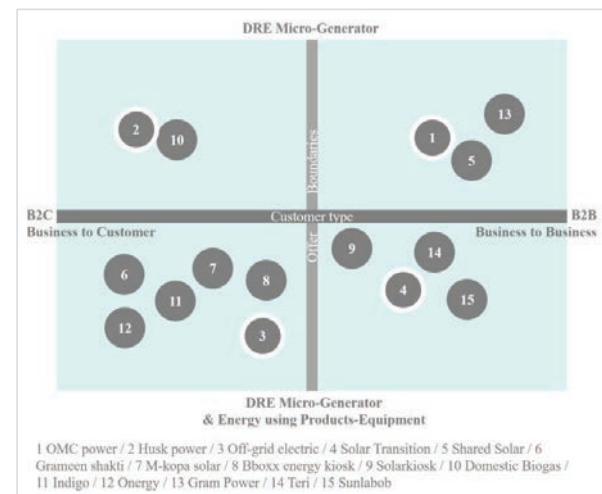 DRE Micro-Generator
2
10
1
13
5
Boundaries
B2C
Customer type
B2B
Business to Customer
Business to Business
Offer
6
7
8
11
12
3
9
14
4
15
DRE Micro-Generator
& Energy using Products-Equipment
1 OMC power / 2 Husk power / 3 Off-grid electric / 4 Solar Transition / 5 Shared Solar / 6
Grameen shakti / 7 M-kopa solar / 8 Bboxx energy kiosk / 9 Solarkiosk / 10 Domestic Biogas /
11 Indigo / 12 Onergy / 13 Gram Power / 14 Teri / 15 Sunlabob